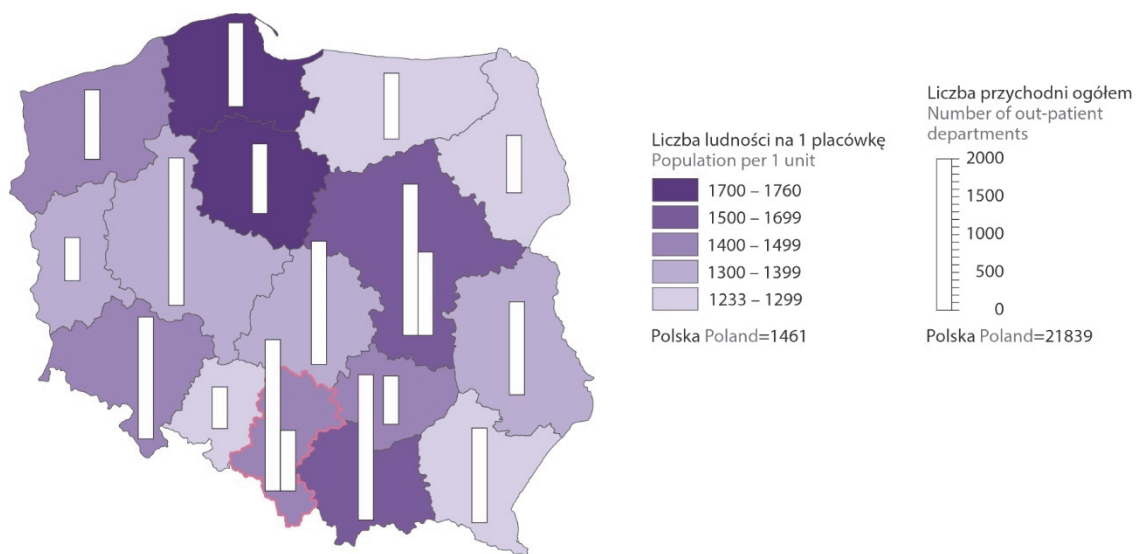 Liczba ludności na 1 placówkę
Population per 1 unit
1700 – 1760
1500 – 1699
1400 – 1499
1300 – 1399
1233 – 1299
Polska Poland=1461
Liczba przychodni ogółem
Number of out-patient
departments
2000
1500
1000
500
0
Polska Poland=21839